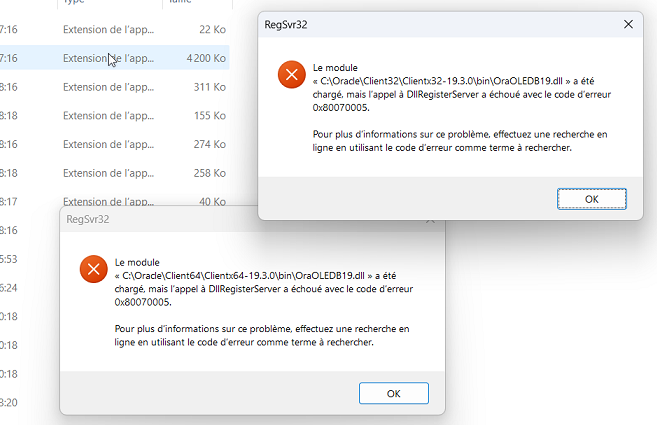 Type Taille
7:16 Extension de l'app... 22 Ko
7:16 Extension de l'app... 4 200 Ko
8:16 Extension de l'app... 311 Ko
8:18 Extension de l'app... 155 Ko
8:16 Extension de l'app... 274 Ko
8:18 Extension de l'app... 258 Ko
8:17 Extension de l'app... 40 Ko
8:16
5:53
6:24
0:18
0:18
0:18
8:20
RegSvr32
Le module
« C:\Oracle\Client32\Clientx32-19.3.0\bin\OraOLEDB19.dll » a été
chargé, mais l'appel à DllRegisterServer a échoué avec le code d'erreur
0x80070005.
Pour plus d'informations sur ce problème, effectuez une recherche en
ligne en utilisant le code d'erreur comme terme à rechercher.
OK
RegSvr32
Le module
« C:\Oracle\Client64\Clientx64-19.3.0\bin\OraOLEDB19.dll » a été
chargé, mais l'appel à DllRegisterServer a échoué avec le code d'erreur
0x80070005.
Pour plus d'informations sur ce problème, effectuez une recherche en
ligne en utilisant le code d'erreur comme terme à rechercher.
OK